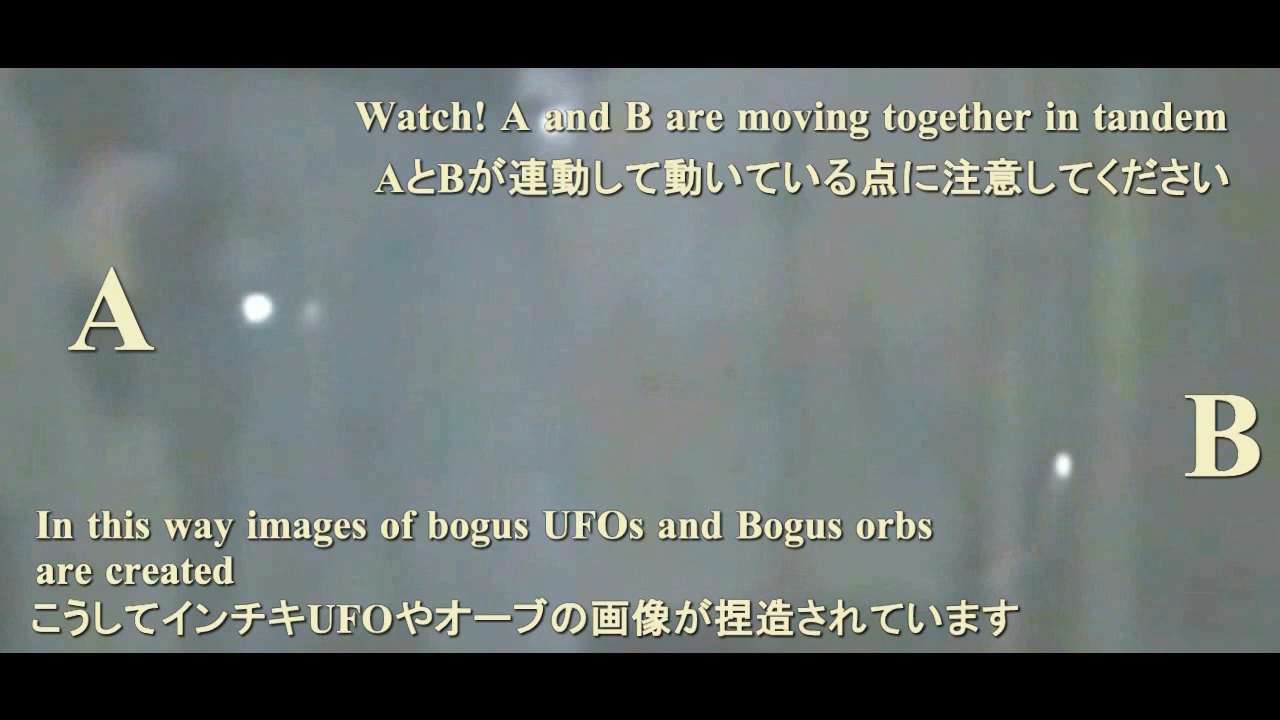 Watch! A and B are moving together in tandem
AとBが連動して動いている点に注意してください
A
B
In this way images of bogus UFOs and Bogus orbs
are created
こうしてインチキUFOやオーブの画像が捏造されています